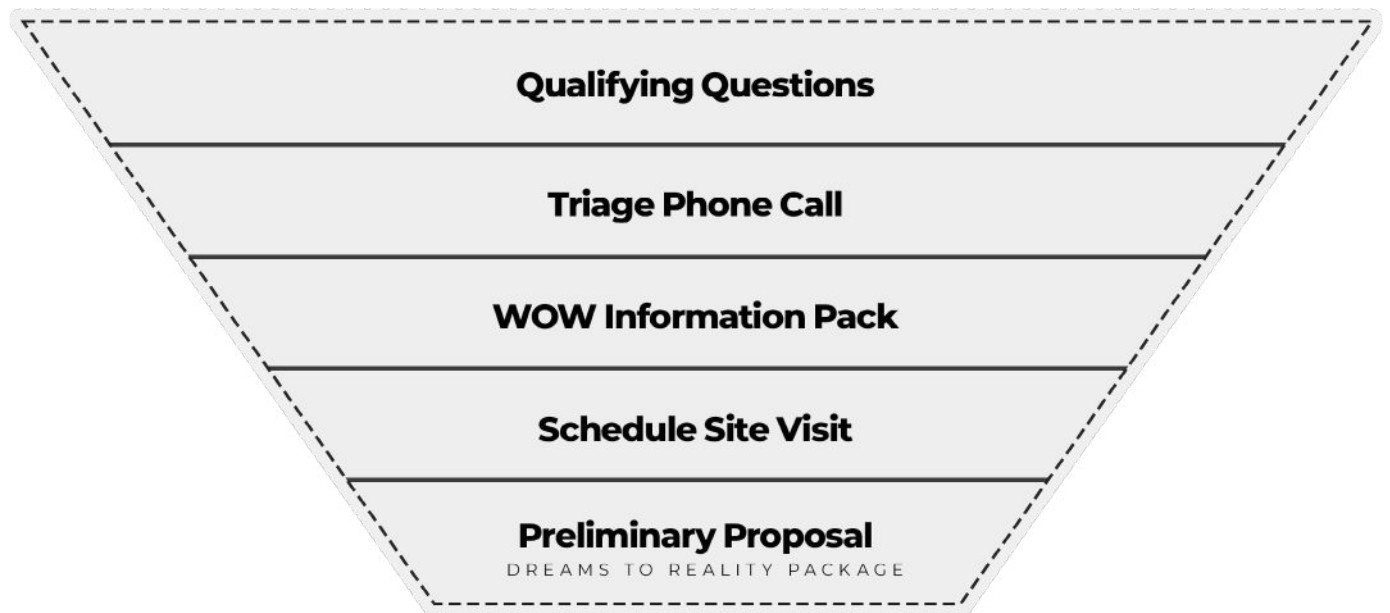 Qualifying Questions
Triage Phone Call
WOW Information Pack
Schedule Site Visit
Preliminary Proposal
DREAMS TO REALITY PACKAGE